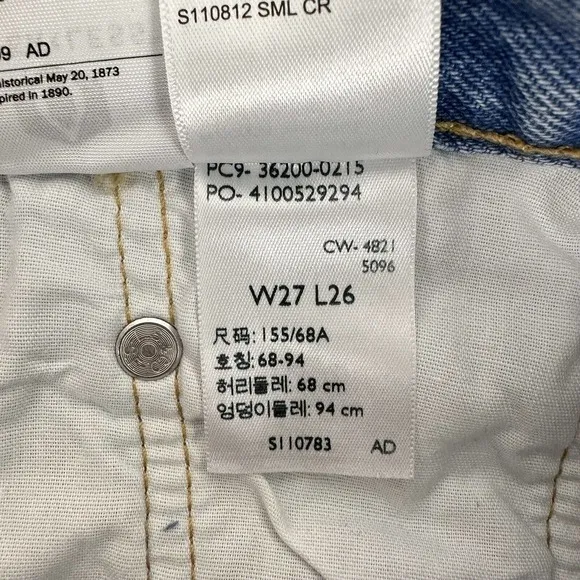 S110812 SML CR
09 AD
historical May 20, 1873
xpired in 1890.
PC9- 36200-0215
PO- 4100529294
CW- 4821
5096
W27 L26
尺码: 155/68A
호칭: 68-94
허리둘레: 68 cm
엉덩이둘레: 94 cm
S110783 AD